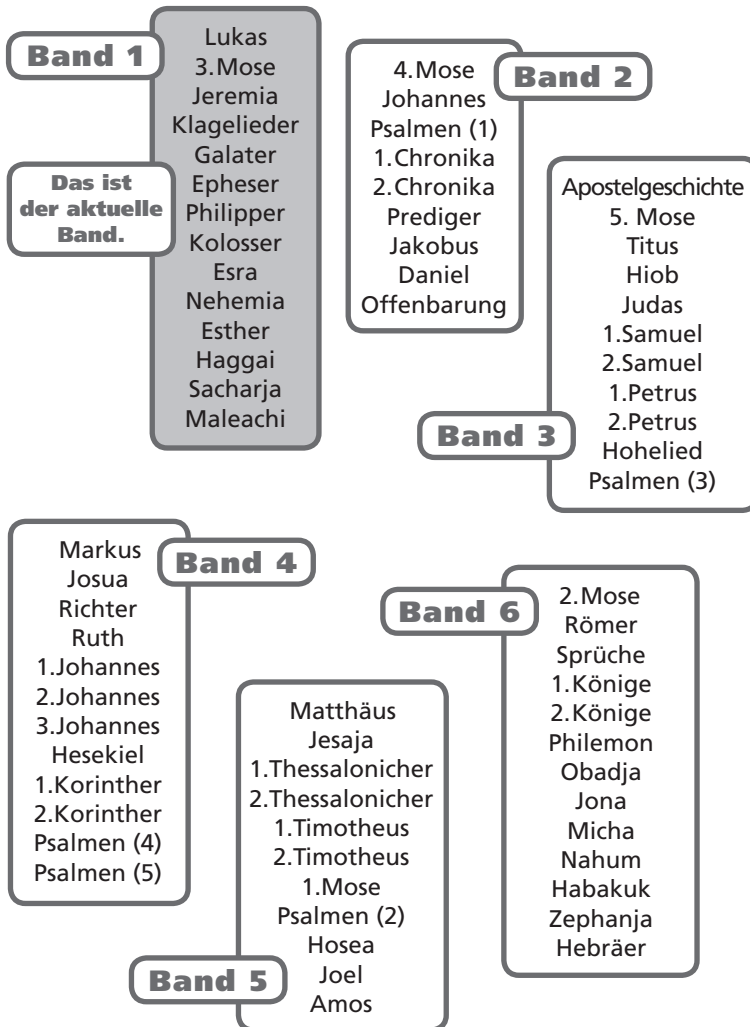 Band 1
Lukas
3.Mose
Jeremia
Klagelieder
Galater
Epheser
Philipper
Kolosser
Esra
Nehemia
Esther
Haggai
Sacharja
Maleachi
Das ist
der aktuelle
Band.
Band 2
4.Mose
Johannes
Psalmen (1)
1.Chronika
2.Chronika
Prediger
Jakobus
Daniel
Offenbarung
Apostelgeschichte
5. Mose
Titus
Hiob
Judas
1.Samuel
2.Samuel
1.Petrus
2.Petrus
Hohelied
Psalmen (3)
Band 3
Markus
Josua
Richter
Ruth
1.Johannes
2.Johannes
3.Johannes
Hesekiel
1.Korinther
2.Korinther
Psalmen (4)
Psalmen (5)
Band 4
Matthäus
Jesaja
1.Thessalonicher
2.Thessalonicher
1.Timotheus
2.Timotheus
1.Mose
Psalmen (2)
Hosea
Joel
Amos
Band 5
Band 6
2.Mose
Römer
Sprüche
1.Könige
2.Könige
Philemon
Obadja
Jona
Micha
Nahum
Habakuk
Zephanja
Hebräer